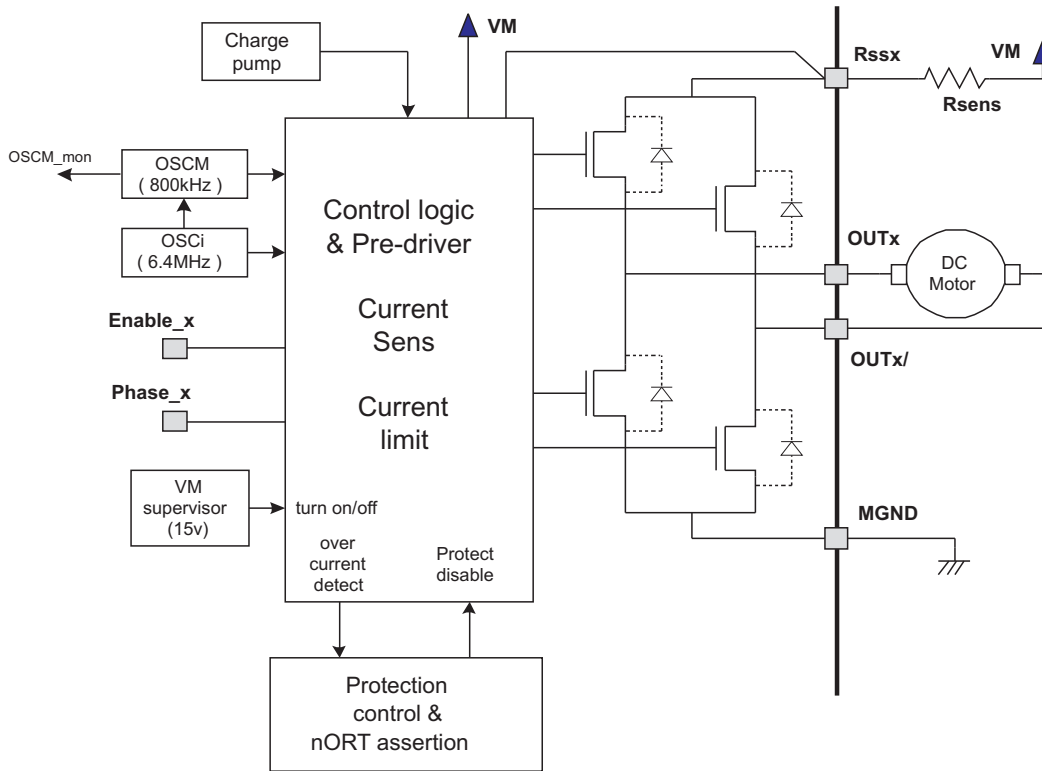 Charge
pump
VM
Rssx
VM
Rsens
OSCM_mon
OSCM
( 800kHz )
OSCi
( 6.4MHz )
Control logic
& Pre-driver
Current
Sens
Current
limit
OUTx
DC
Motor
OUTx/
Enable_x
Phase_x
VM
supervisor
(15v)
turn on/off
over
current
detect
Protect
disable
MGND
Protection
control &
nORT assertion